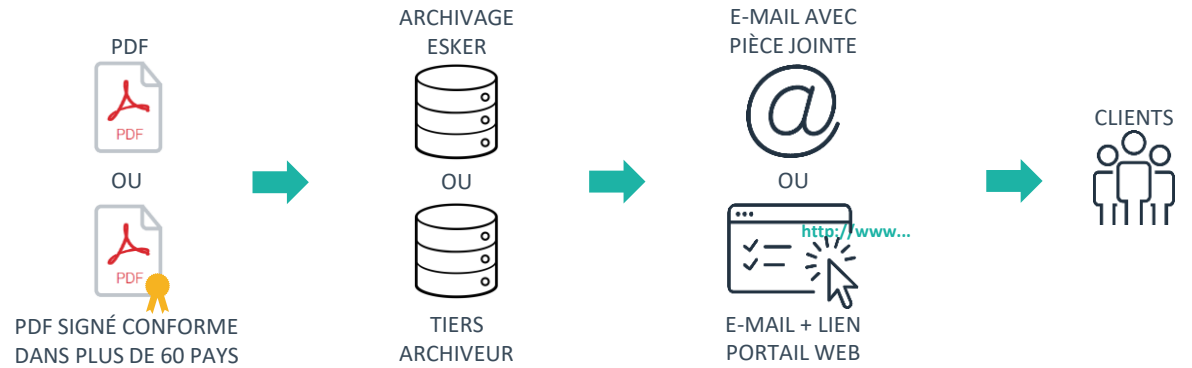 PDF
PDF
OU
PDF
PDF SIGNÉ CONFORME
DANS PLUS DE 60 PAYS
ARCHIVAGE
ESKER
OU
TIERS
ARCHIVEUR
E-MAIL AVEC
PIÈCE JOINTE
@
OU
http://www...
E-MAIL + LIEN
PORTAIL WEB
CLIENTS